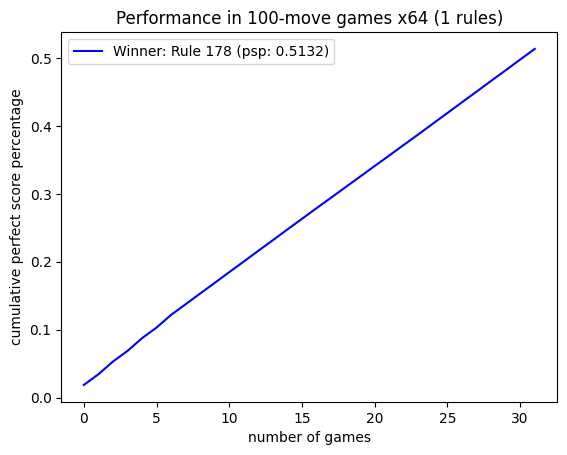 Performance in 100-move games x64 (1 rules)
Winner: Rule 178 (psp: 0.5132)
cumulative perfect score percentage
0.5
0.4
0.3
0.2
0.1
0.0
0 5 10 15 20 25 30
number of games